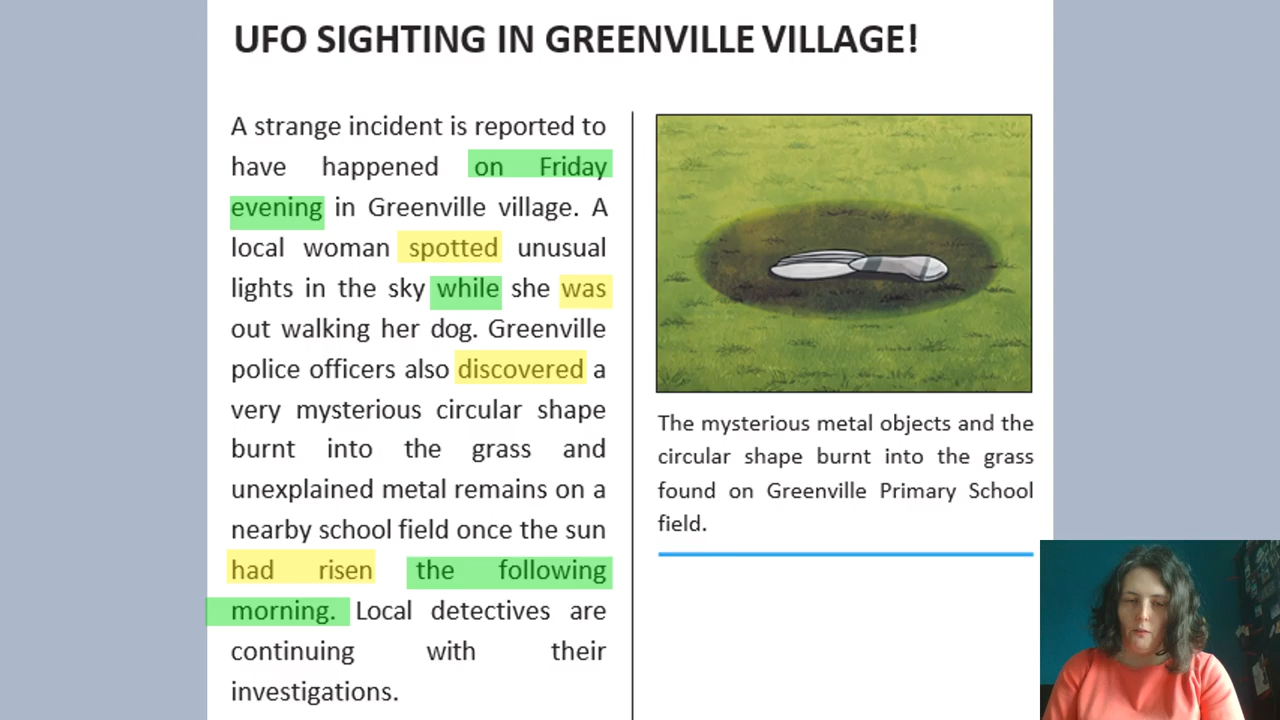 UFO SIGHTING IN GREENVILLE VILLAGE!
A strange incident is reported to
have happened on Friday
evening in Greenville village. A
local woman spotted unusual
lights in the sky while she was
out walking her dog. Greenville
police officers also discovered a
very mysterious circular shape
burnt into the grass and
unexplained metal remains on a
nearby school field once the sun
had risen the following
morning. Local detectives are
continuing with their
investigations.
The mysterious metal objects and the
circular shape burnt into the grass
found on Greenville Primary School
field.